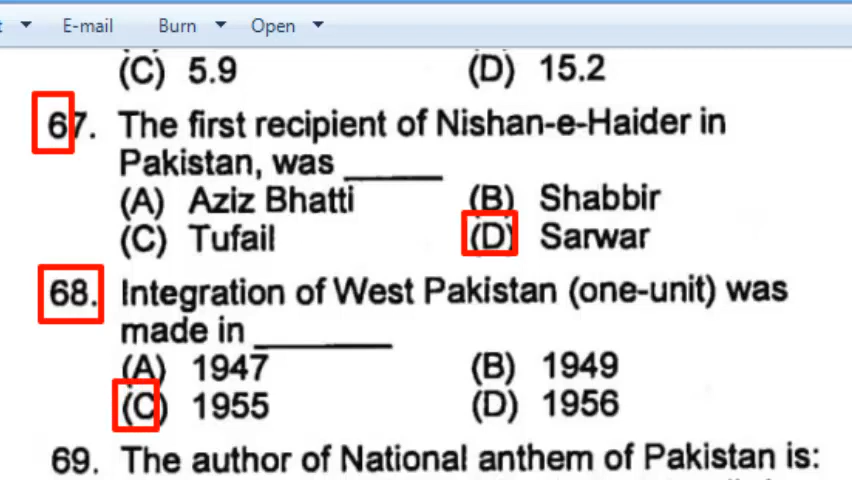 E-mail Burn Open
(C) 5.9 (D) 15.2
67. The first recipient of Nishan-e-Haider in
Pakistan, was ______
(A) Aziz Bhatti (B) Shabbir
(C) Tufail (D) Sarwar
68. Integration of West Pakistan (one-unit) was
made in ________
(A) 1947 (B) 1949
(C) 1955 (D) 1956
69. The author of National anthem of Pakistan is: